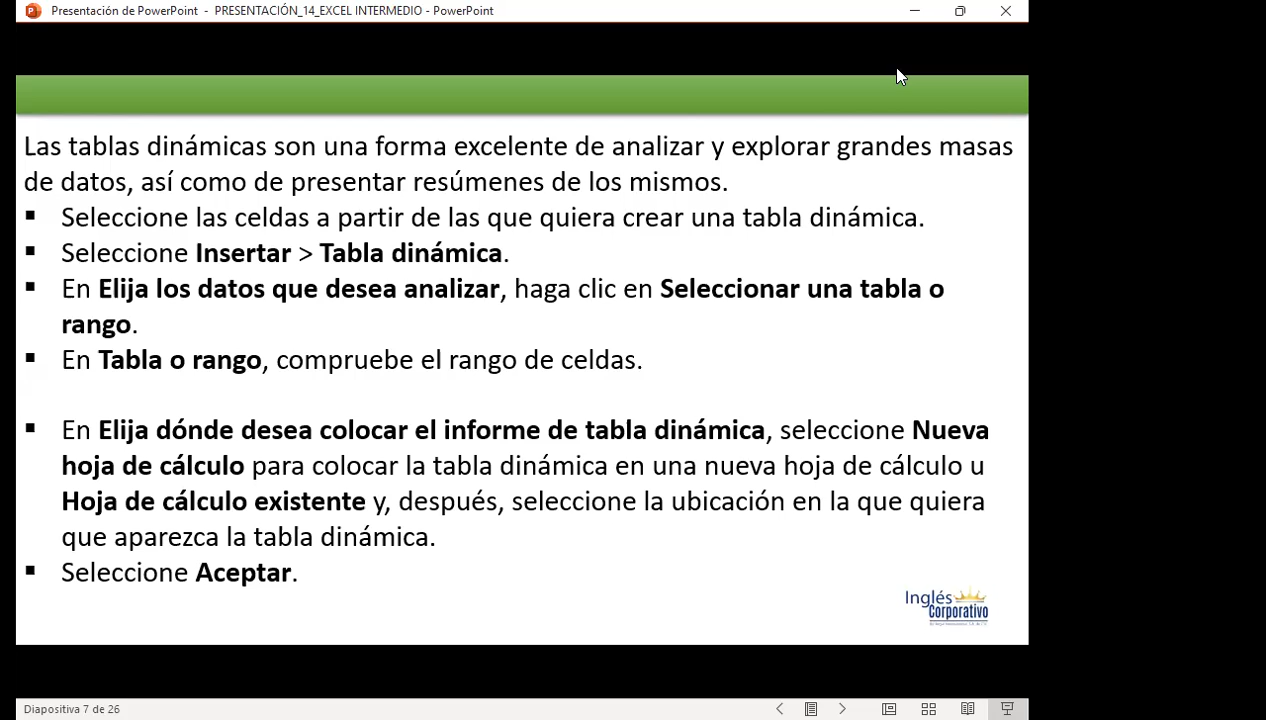 Presentación de PowerPoint - PRESENTACIÓN_14_EXCEL INTERMEDIO - PowerPoint
Las tablas dinámicas son una forma excelente de analizar y explorar grandes masas
de datos, así como de presentar resúmenes de los mismos.
▪ Seleccione las celdas a partir de las que quiera crear una tabla dinámica.
▪ Seleccione Insertar > Tabla dinámica.
▪ En Elija los datos que desea analizar, haga clic en Seleccionar una tabla o
rango.
▪ En Tabla o rango, compruebe el rango de celdas.
▪ En Elija dónde desea colocar el informe de tabla dinámica, seleccione Nueva
hoja de cálculo para colocar la tabla dinámica en una nueva hoja de cálculo u
Hoja de cálculo existente y, después, seleccione la ubicación en la que quiera
que aparezca la tabla dinámica.
▪ Seleccione Aceptar.
Inglés
Corporativo
Diapositiva 7 de 26